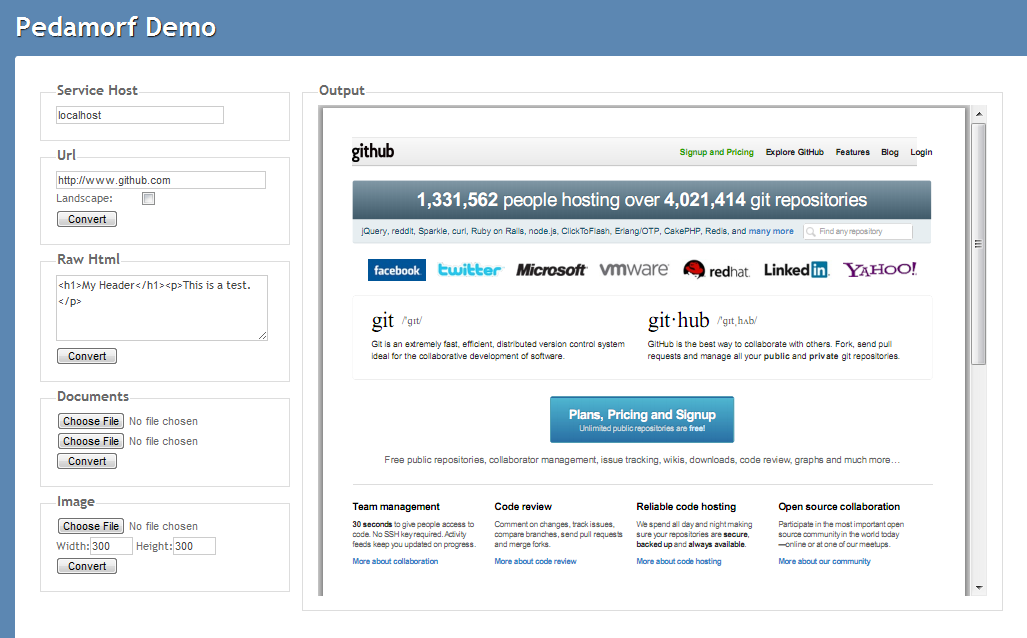 Pedamorf Demo
Service Host
localhost
Url
http://www.github.com
Landscape:
Convert
Raw Html
<h1>My Header</h1><p>This is a test.
</p>
Convert
Documents
Choose File No file chosen
Choose File No file chosen
Convert
Image
Choose File No file chosen
Width: 300 Height: 300
Convert
Output
github
Signup and Pricing Explore GitHub Features Blog Login
1,331,562 people hosting over 4,021,414 git repositories
jQuery, reddit, Sparkle, curl, Ruby on Rails, node.js, ClickToFlash, Erlang/OTP, CakePHP, Redis, and many more
Find any repository
facebook twitter Microsoft vmware redhat. Linked in YAHOO!
git /'gɪt/
Git is an extremely fast, efficient, distributed version control system
ideal for the collaborative development of software.
git·hub /'gɪt,hʌb/
GitHub is the best way to collaborate with others. Fork, send pull
requests and manage all your public and private git repositories.
Plans, Pricing and Signup
Unlimited public repositories are free!
Free public repositories, collaborator management, issue tracking, wikis, downloads, code review, graphs and much more…
Team management
30 seconds to give people access to
code. No SSH key required. Activity
feeds keep you updated on progress.
More about collaboration
Code review
Comment on changes, track issues,
compare branches, send pull requests
and merge forks.
More about code review
Reliable code hosting
We spend all day and night making
sure your repositories are secure,
backed up and always available.
More about code hosting
Open source collaboration
Participate in the most important open
source community in the world today
—online or at one of our meetups.
More about our community